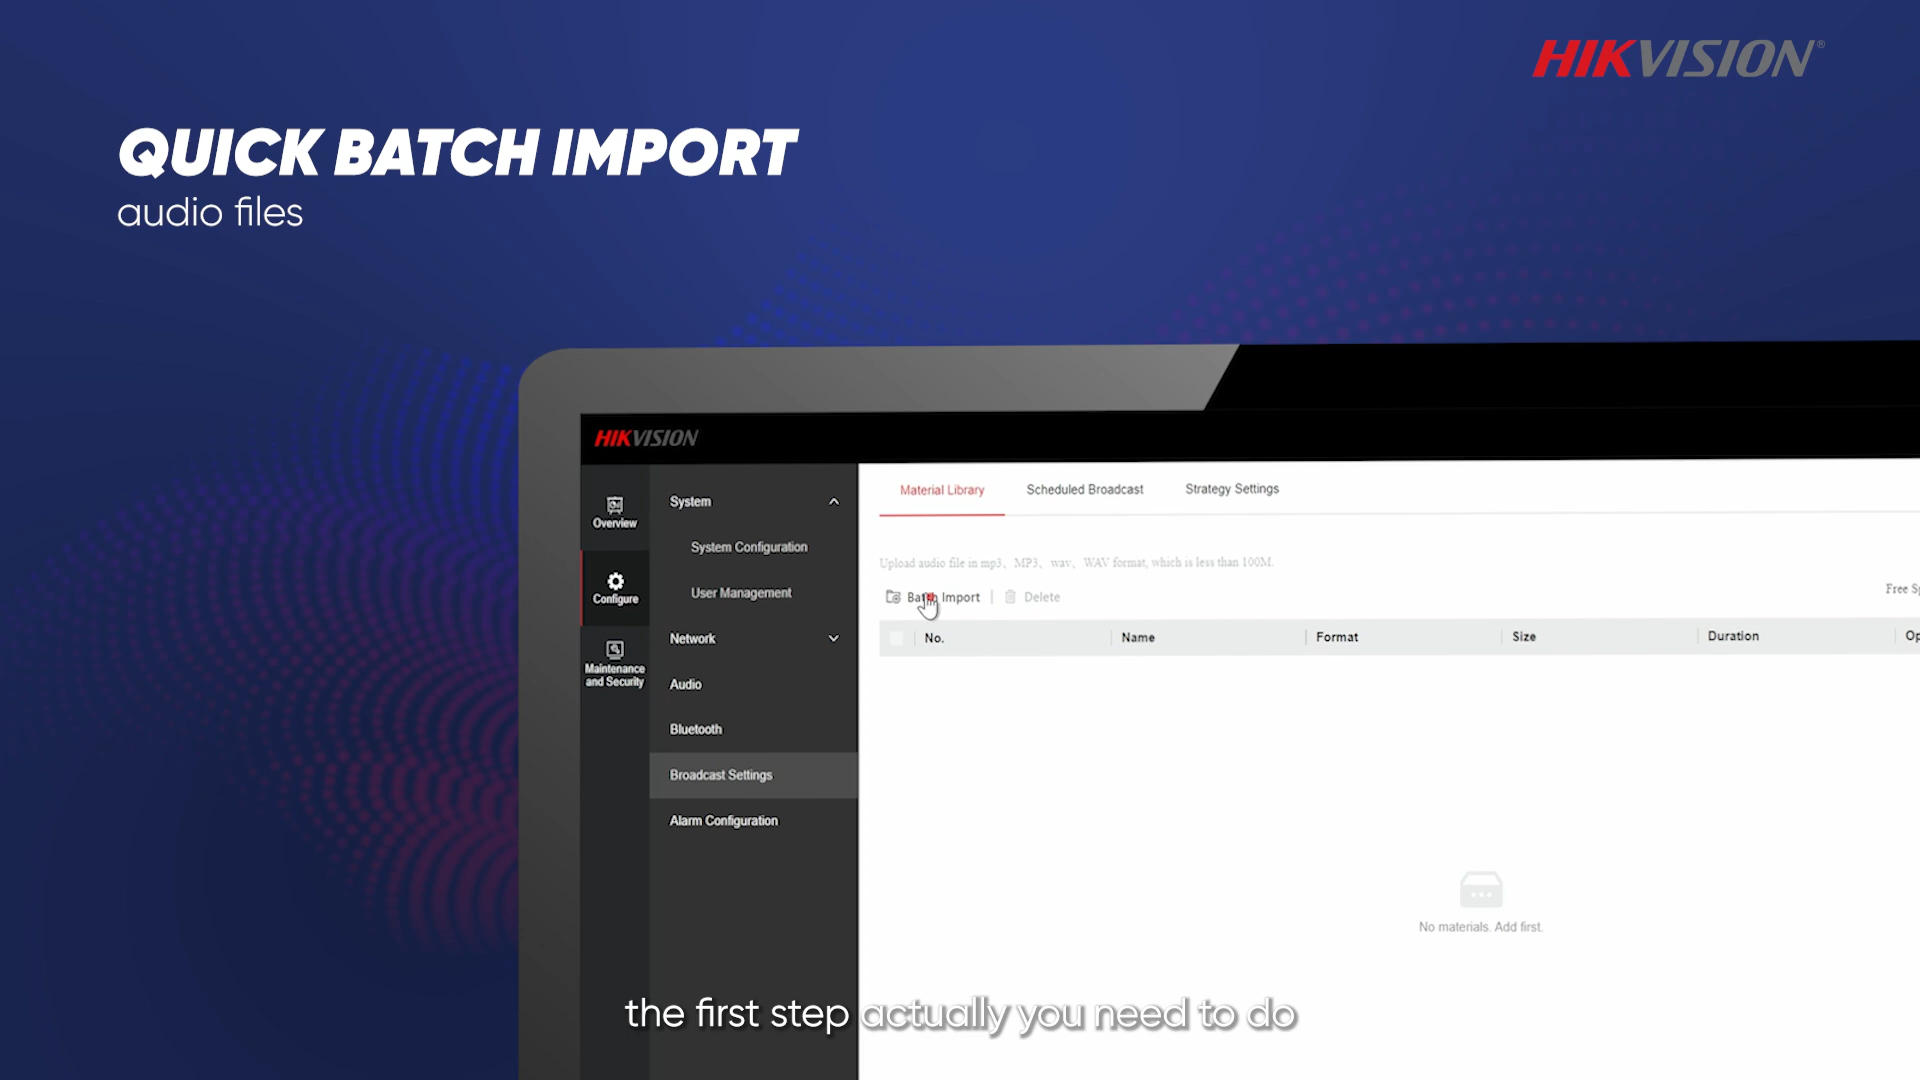 HIKVISION®
QUICK BATCH IMPORT
audio files
HIKVISION
Overview
Configure
Maintenance
and Security
System
System Configuration
User Management
Network
Audio
Bluetooth
Broadcast Settings
Alarm Configuration
Material Library
Scheduled Broadcast
Strategy Settings
Upload audio file in mp3、MP3、wav、WAV format, which is less than 100M.
Batch Import
Delete
Free
No.
Name
Format
Size
Duration
No materials. Add first.
the first step actually you need to do